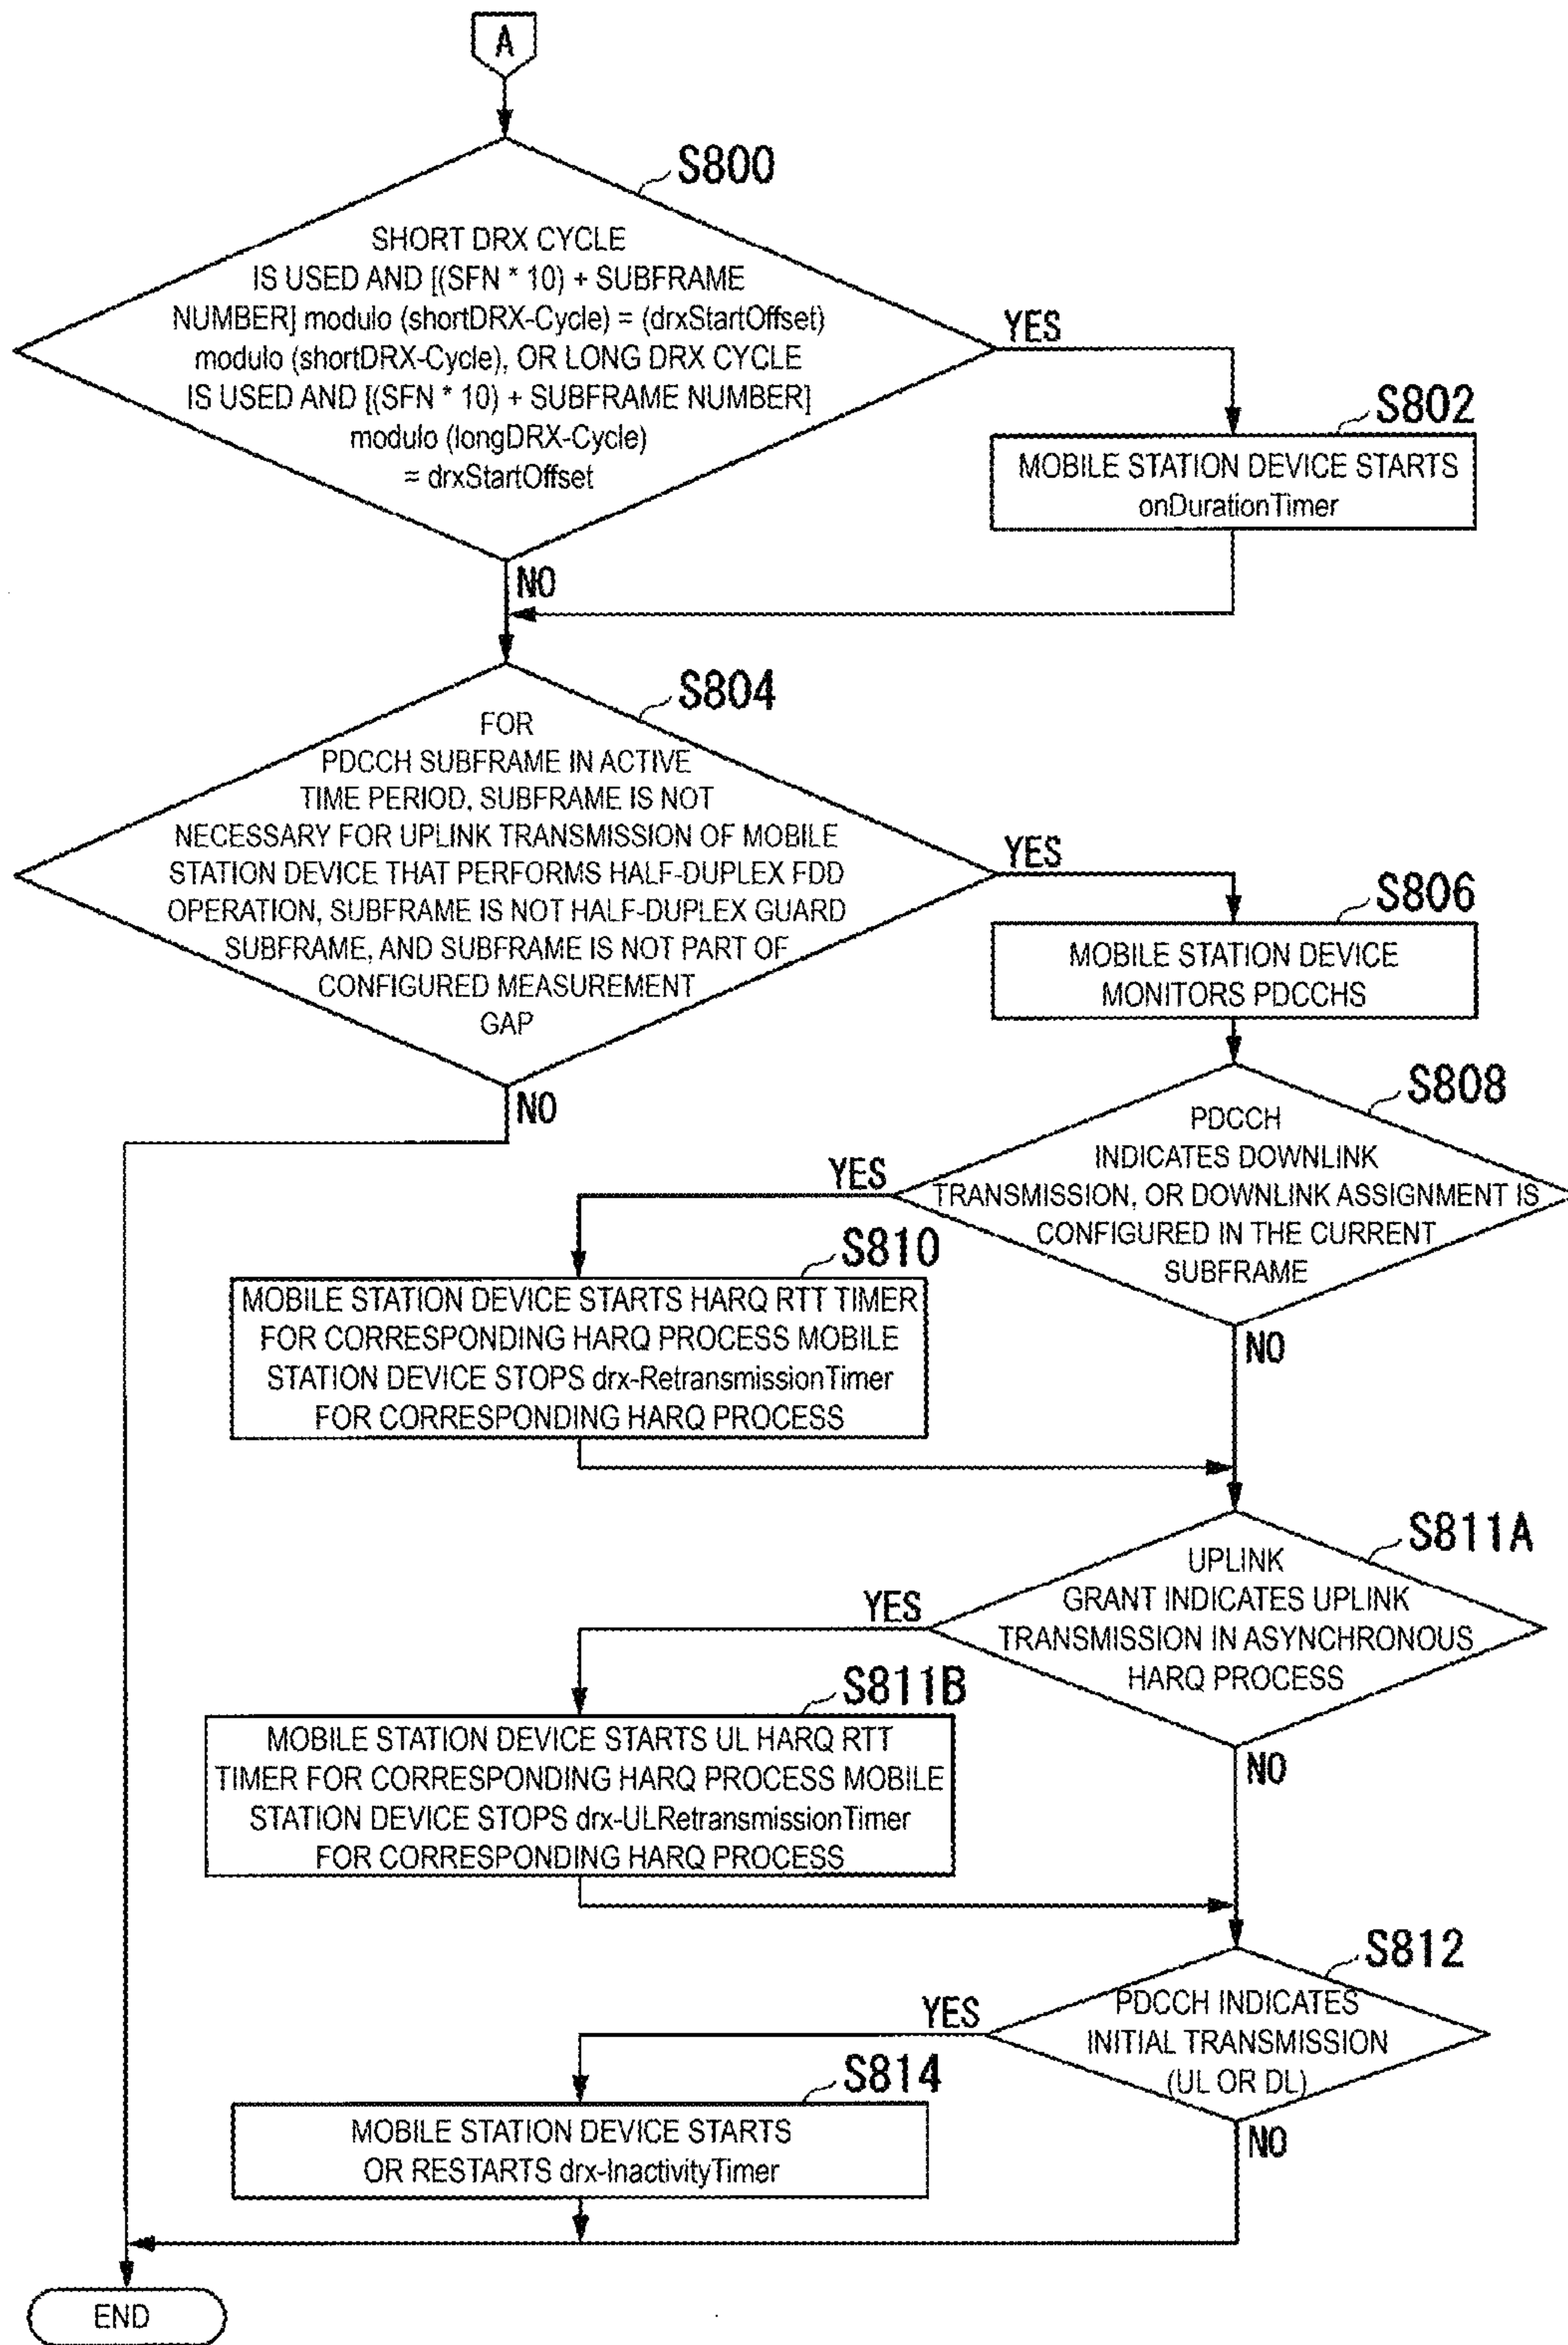 A
S800
SHORT DRX CYCLE
IS USED AND [(SFN * 10) + SUBFRAME
NUMBER] modulo (shortDRX-Cycle) = (drxStartOffset)
modulo (shortDRX-Cycle), OR LONG DRX CYCLE
IS USED AND [(SFN * 10) + SUBFRAME NUMBER]
modulo (longDRX-Cycle)
= drxStartOffset
YES
S802
MOBILE STATION DEVICE STARTS
onDurationTimer
NO
S804
FOR
PDCCH SUBFRAME IN ACTIVE
TIME PERIOD, SUBFRAME IS NOT
NECESSARY FOR UPLINK TRANSMISSION OF MOBILE
STATION DEVICE THAT PERFORMS HALF-DUPLEX FDD
OPERATION, SUBFRAME IS NOT HALF-DUPLEX GUARD
SUBFRAME, AND SUBFRAME IS NOT PART OF
CONFIGURED MEASUREMENT
GAP
YES
S806
MOBILE STATION DEVICE
MONITORS PDCCHS
NO
S808
PDCCH
INDICATES DOWNLINK
TRANSMISSION, OR DOWNLINK ASSIGNMENT IS
CONFIGURED IN THE CURRENT
SUBFRAME
YES
S810
MOBILE STATION DEVICE STARTS HARQ RTT TIMER
FOR CORRESPONDING HARQ PROCESS MOBILE
STATION DEVICE STOPS drx-RetransmissionTimer
FOR CORRESPONDING HARQ PROCESS
NO
S811A
UPLINK
GRANT INDICATES UPLINK
TRANSMISSION IN ASYNCHRONOUS
HARQ PROCESS
YES
S811B
MOBILE STATION DEVICE STARTS UL HARQ RTT
TIMER FOR CORRESPONDING HARQ PROCESS MOBILE
STATION DEVICE STOPS drx-ULRetransmissionTimer
FOR CORRESPONDING HARQ PROCESS
NO
S812
PDCCH INDICATES
INITIAL TRANSMISSION
(UL OR DL)
YES
S814
MOBILE STATION DEVICE STARTS
OR RESTARTS drx-InactivityTimer
NO
END